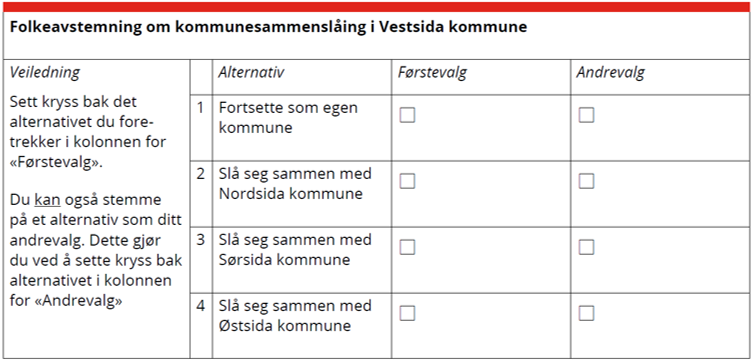 Folkeavstemning om kommunesammenslåing i Vestsida kommune
Veiledning
Alternativ
Førstevalg
Andrevalg
Sett kryss bak det
alternativet du fore-
trekker i kolonnen for
«Førstevalg».
Du kan også stemme
på et alternativ som ditt
andrevalg. Dette gjør
du ved å sette kryss bak
alternativet i kolonnen
for «Andrevalg»
1 Fortsette som egen
kommune
2 Slå seg sammen med
Nordsida kommune
3 Slå seg sammen med
Sørsida kommune
4 Slå seg sammen med
Østsida kommune